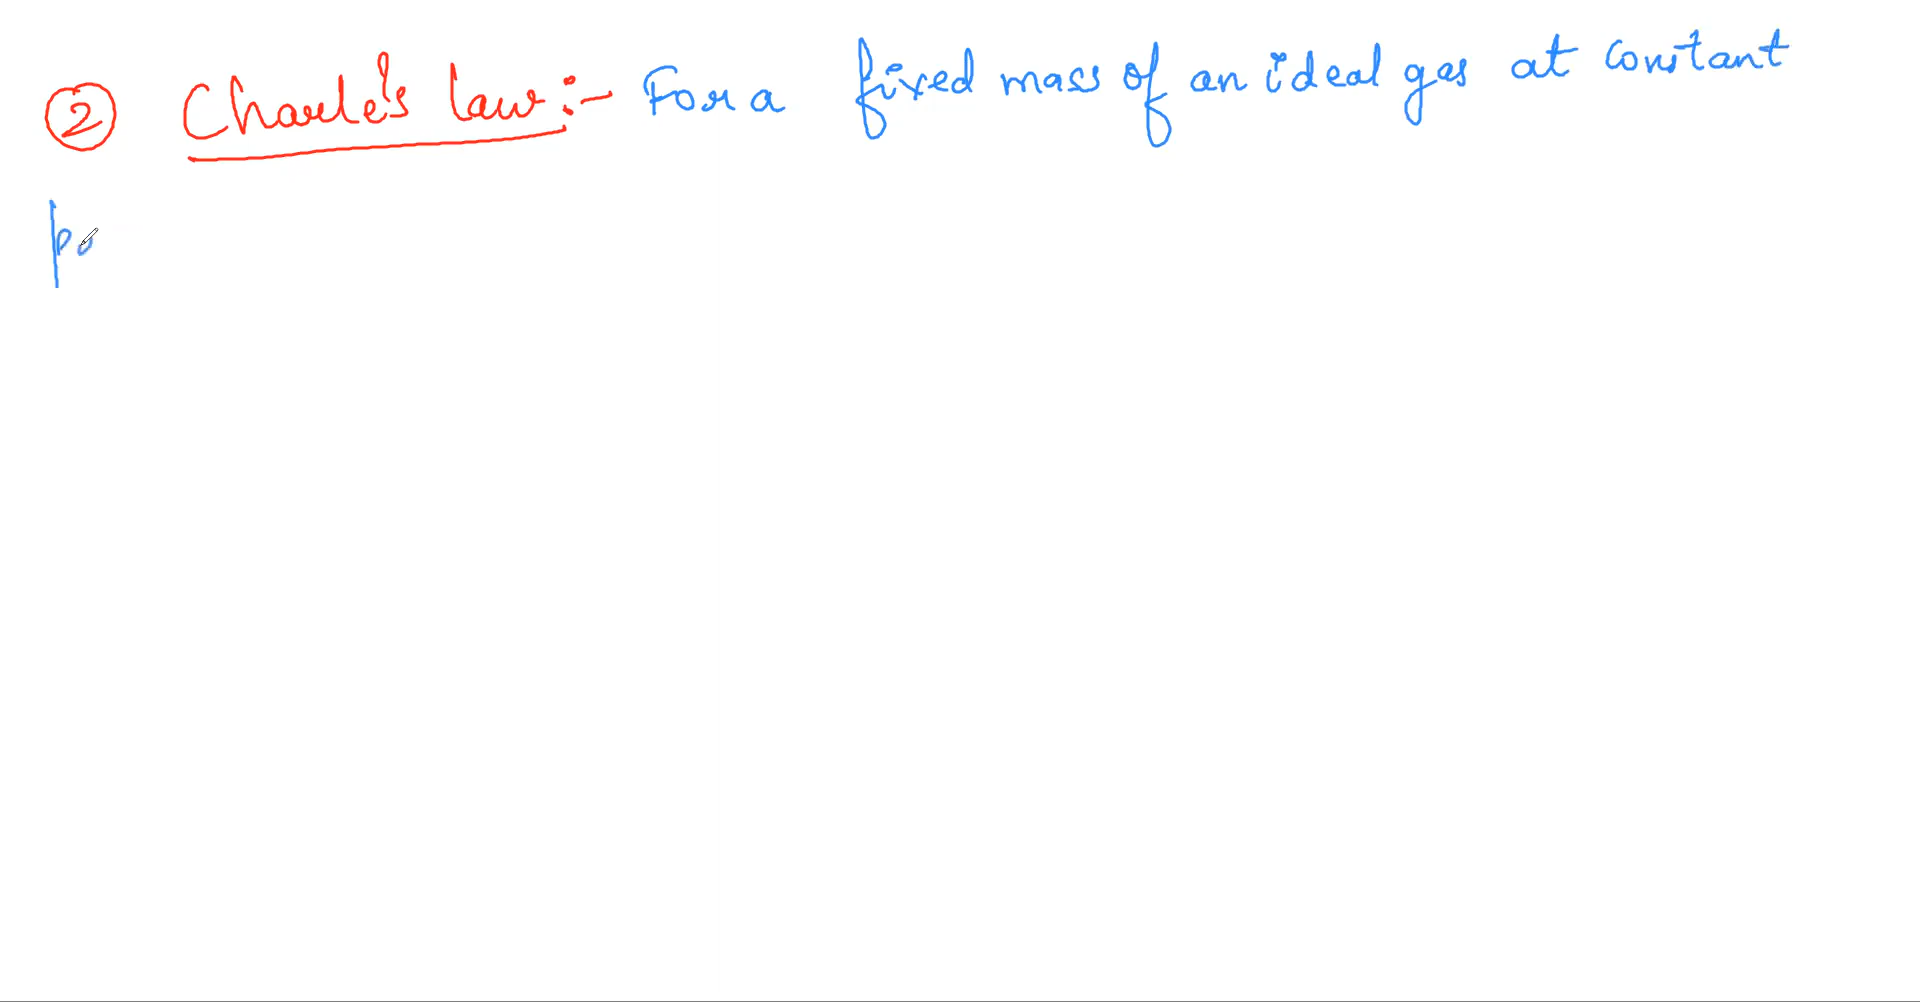 ② Charle's law :- For a fixed mass of an ideal gas at constant